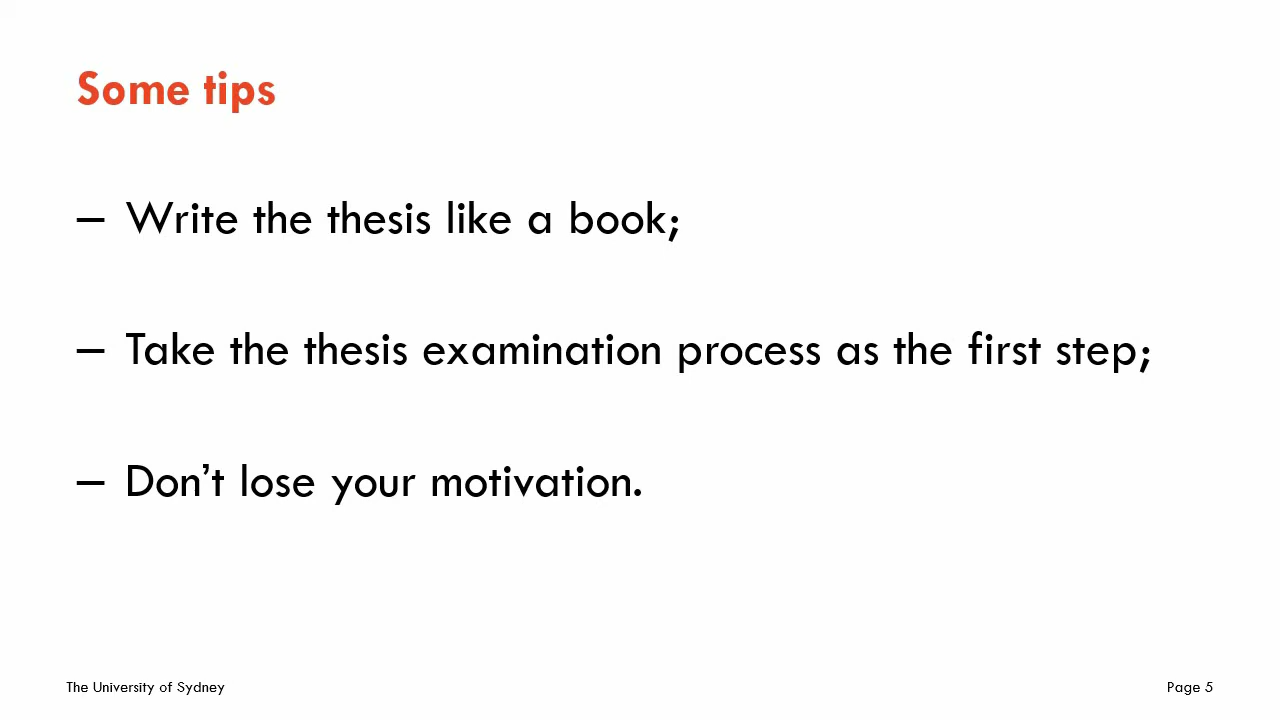 Some tips
– Write the thesis like a book;
– Take the thesis examination process as the first step;
– Don’t lose your motivation.
The University of Sydney
Page 5